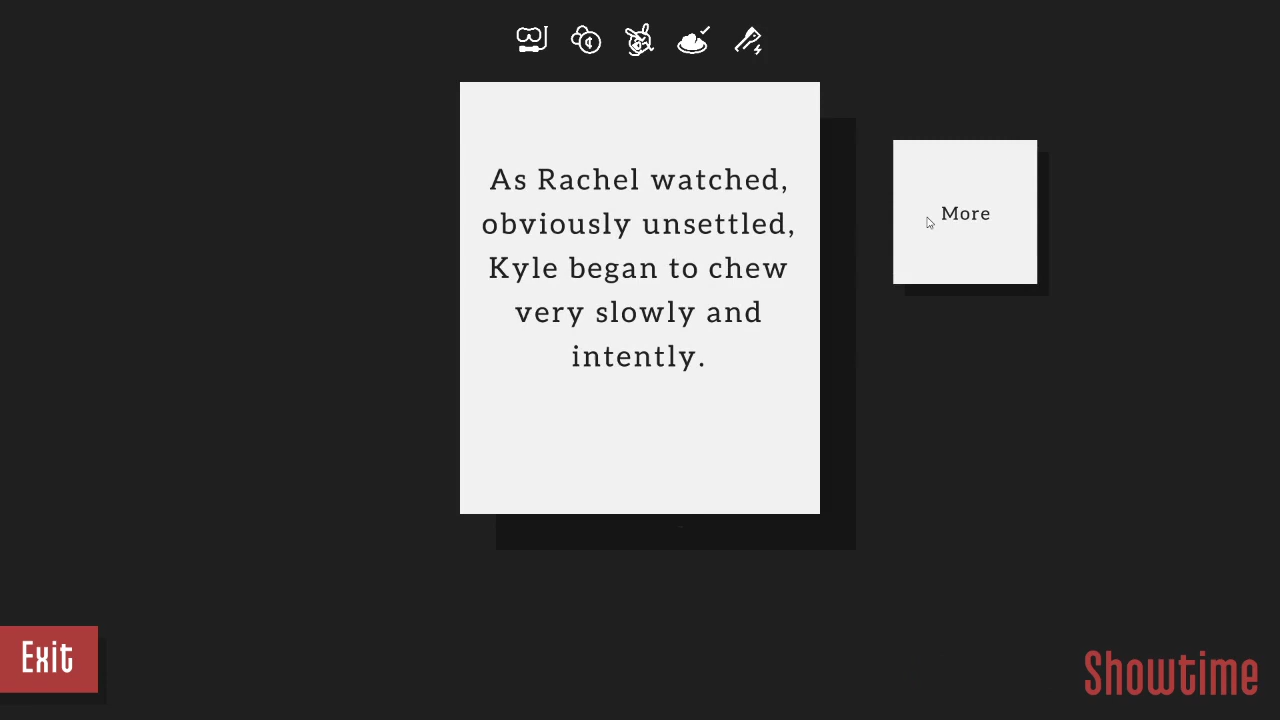 As Rachel watched,
obviously unsettled,
Kyle began to chew
very slowly and
intently.
More
Exit
Showtime